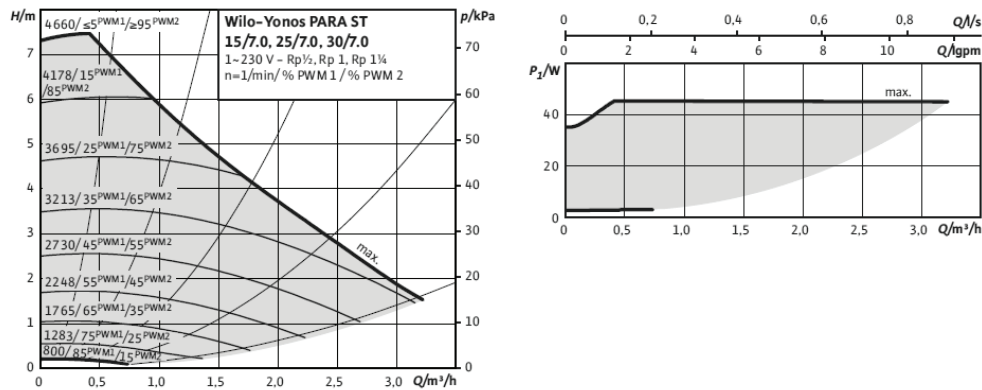 H/m
p/kPa
4660/≤5PWM1/≥95PWM2
Wilo-Yonos PARA ST
15/7.0, 25/7.0, 30/7.0
1~230 V - Rp½, Rp 1, Rp 1¼
n=1/min/ % PWM 1 / % PWM 2
7
70
4178/15PWM1
/85PWM2
6
60
5
50
3695/25PWM1/75PWM2
4
40
3213/35PWM1/65PWM2
3
30
2730/45PWM1/55PWM2
max.
2
20
2248/55PWM1/45PWM2
1765/65PWM1/35PWM2
1
10
1283/75PWM1/25PWM2
800/85PWM1/15PWM2
0
0
0 0,5 1,0 1,5 2,0 2,5 3,0 Q/m³/h
0 0,2 0,4 0,6 0,8 Q/l/s
0 2 4 6 8 10 Q/Igpm
P1/W
max.
40
20
0
0 0,5 1,0 1,5 2,0 2,5 3,0 Q/m³/h